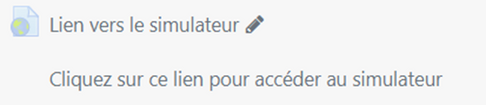 Lien vers le simulateur
Cliquez sur ce lien pour accéder au simulateur